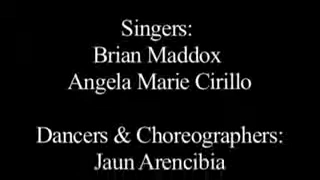 Singers:
Brian Maddox
Angela Marie Cirillo
Dancers & Choreographers:
Jaun Arencibia